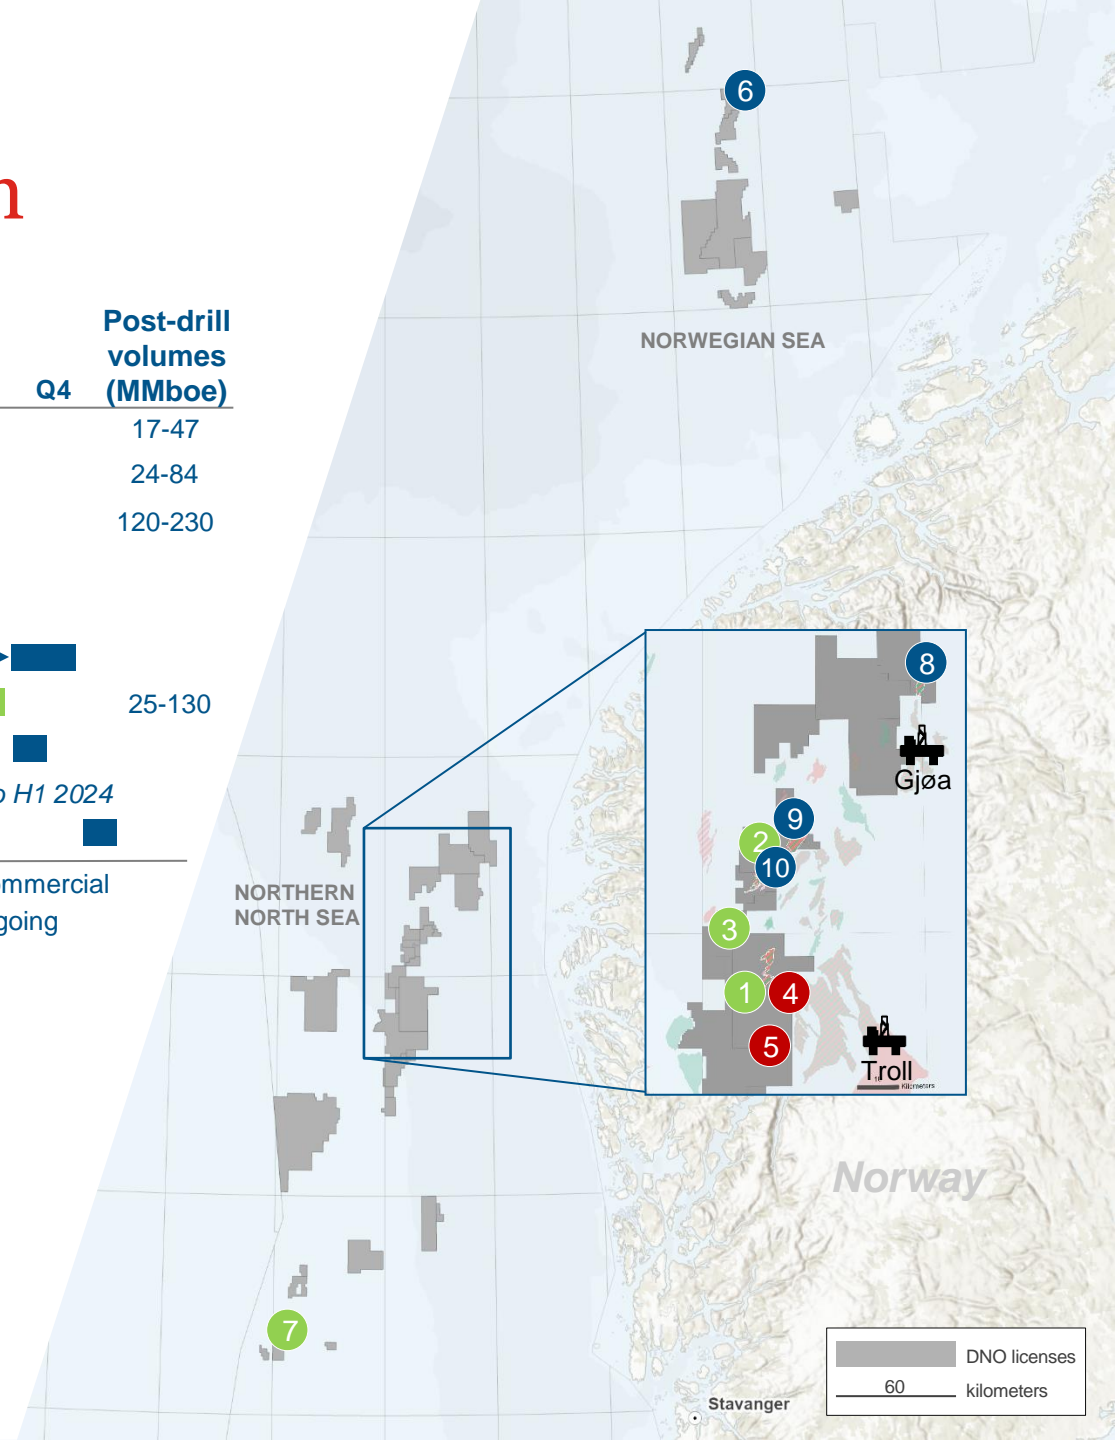 n
Post-drill
volumes
Q4 (MMboe)
17-47
24-84
120-230
25-130
o H1 2024
ommercial
going
6
NORWEGIAN SEA
8
Gjøa
9
2
10
3
1 4
5
Troll
Kilometers
NORTHERN
NORTH SEA
Norway
7
Stavanger
DNO licenses
60 kilometers